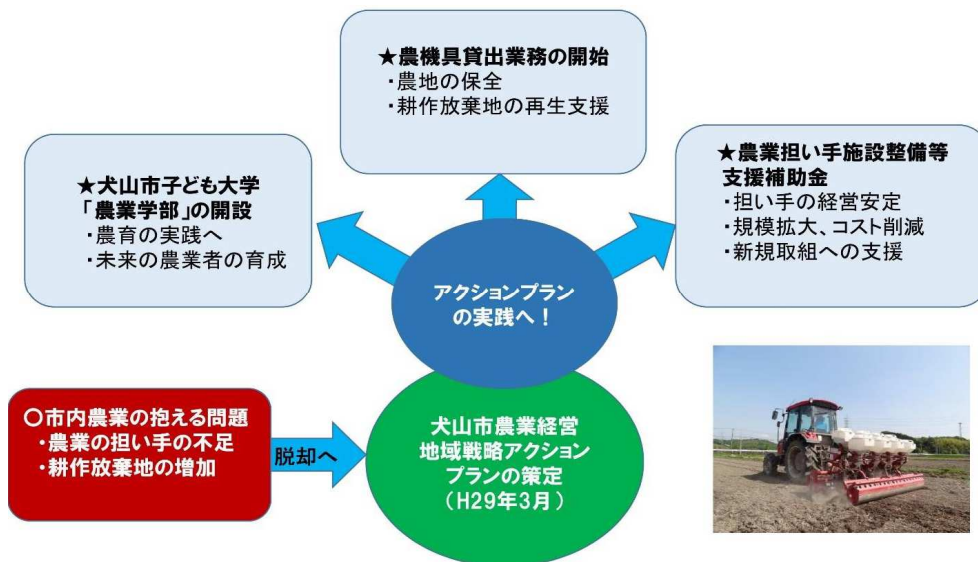 ★農機具貸出業務の開始
・農地の保全
・耕作放棄地の再生支援
★犬山市子ども大学
「農業学部」の開設
・農育の実践へ
・未来の農業者の育成
★農業担い手施設整備等
支援補助金
・担い手の経営安定
・規模拡大、コスト削減
・新規取組への支援
アクションプラン
の実践へ！
〇市内農業の抱える問題
・農業の担い手の不足
・耕作放棄地の増加
脱却へ
犬山市農業経営
地域戦略アクション
プランの策定
（H29年3月）